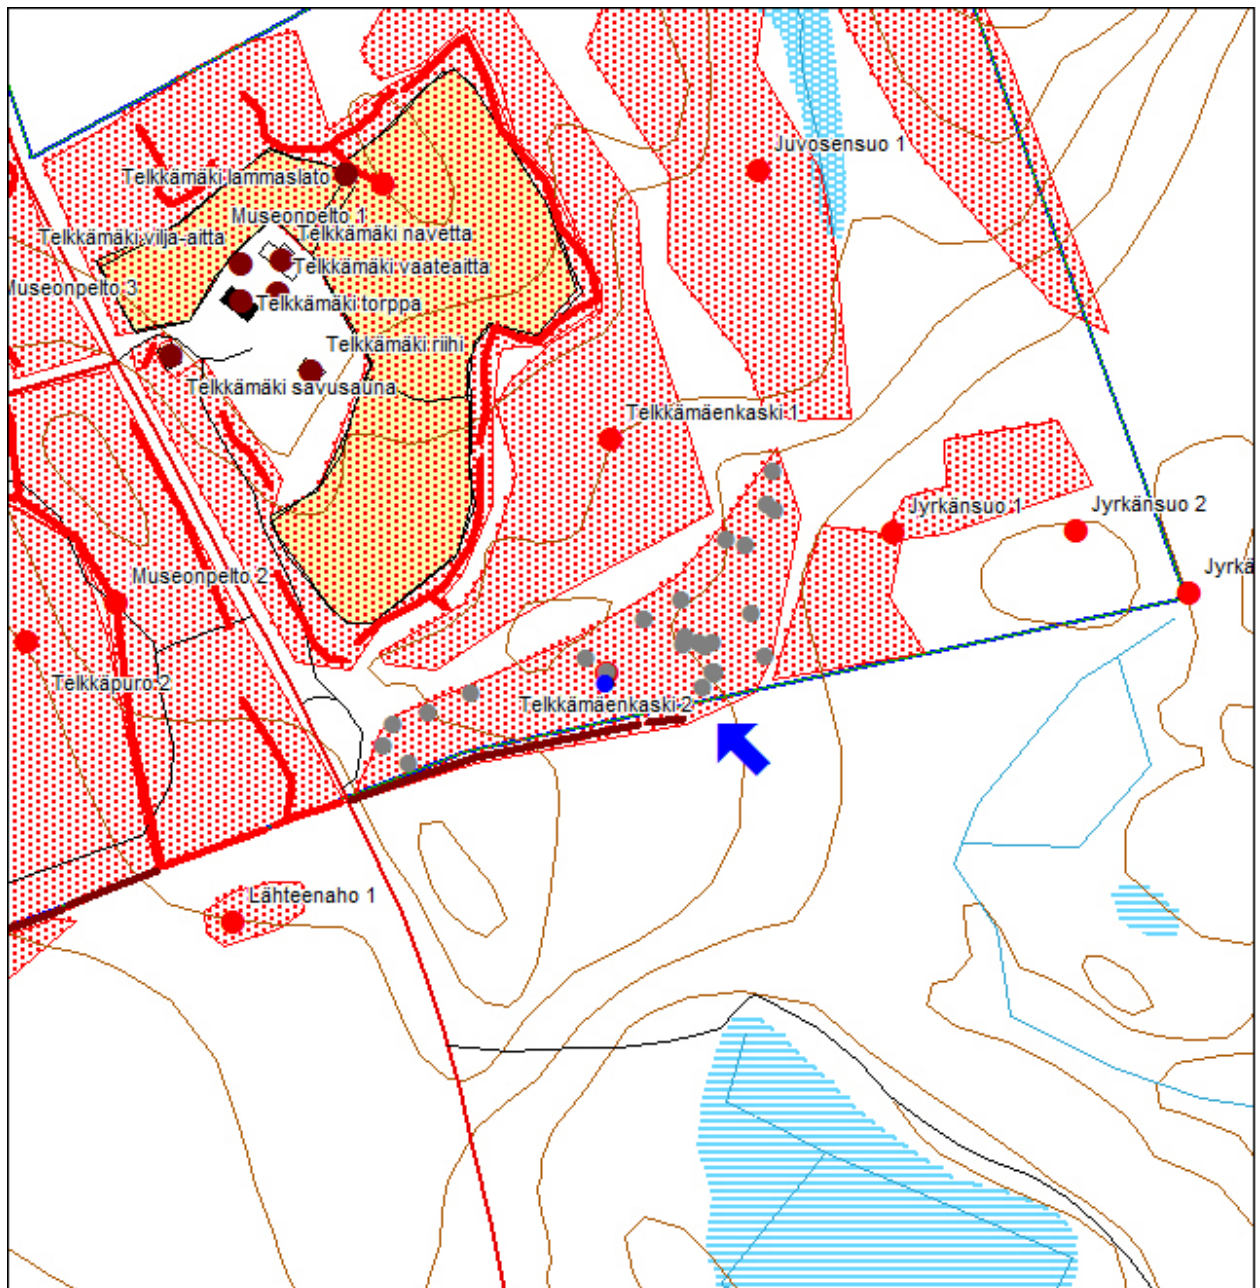 Juvosensuo 1
Telkkämäki lammaslato
Museonpelto 1
Telkkämäki navetta
Telkkämäki vilja-aitta
Telkkämäki vaateaitta
Museonpelto 3
Telkkämäki torppa
Telkkämäki riihi
Telkkämäki savusauna
Telkkämäenkaski 1
Jyrkänsuo 1
Jyrkänsuo 2
Jyrkä
Museonpelto 2
Telkkäpuro 2
Telkkämäenkaski 2
Lähteenaho 1